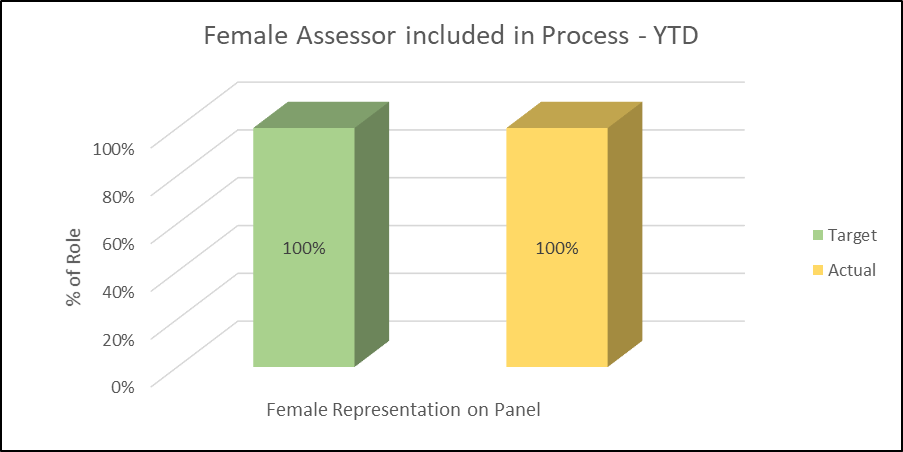 Female Assessor included in Process - YTD
100%
80%
60%
40%
20%
0%
% of Role
100%
100%
Target
Actual
Female Representation on Panel